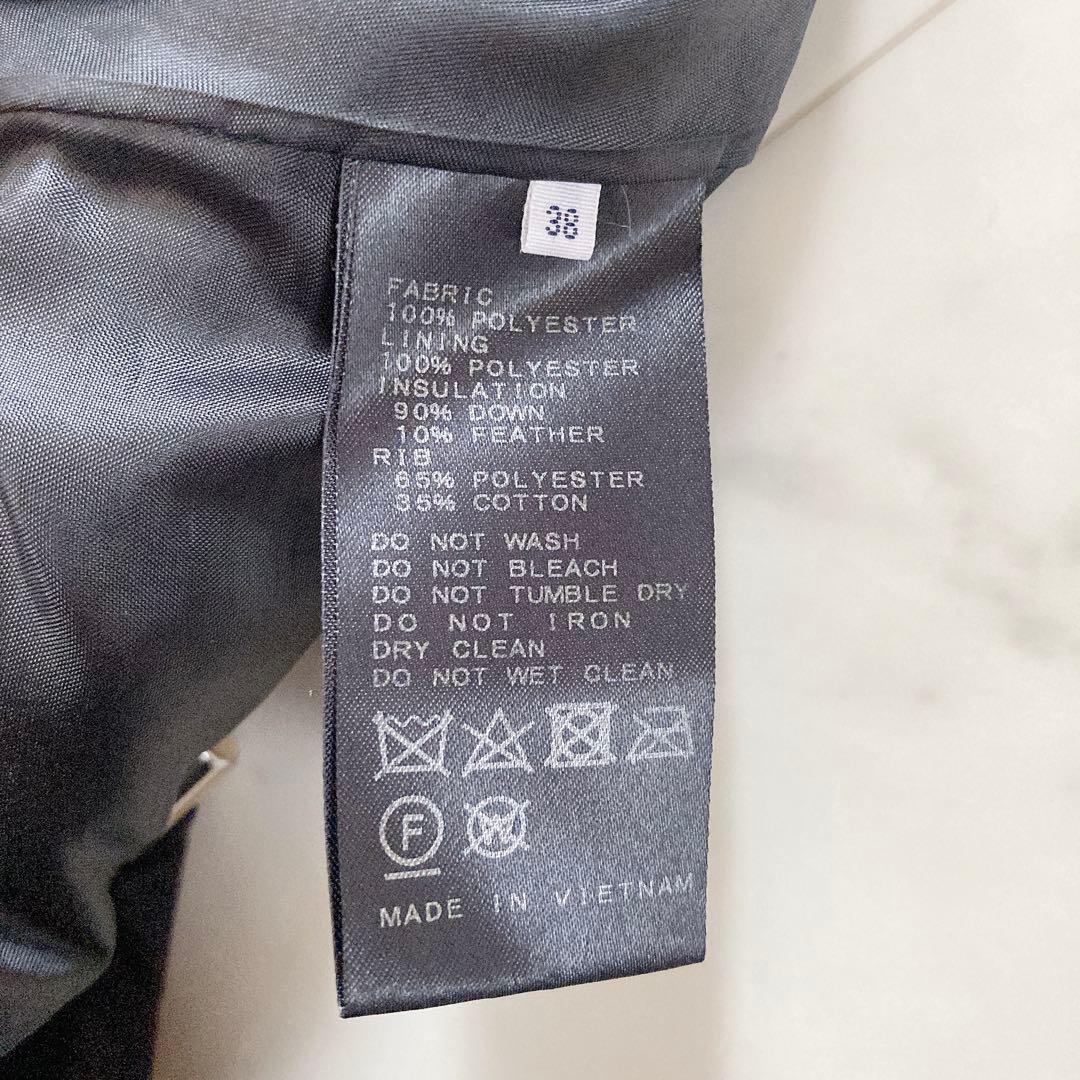 38
FABRIC
100% POLYESTER
LINING
100% POLYESTER
INSULATION
90% DOWN
10% FEATHER
RIB
65% POLYESTER
35% COTTON
DO NOT WASH
DO NOT BLEACH
DO NOT TUMBLE DRY
DO NOT IRON
DRY CLEAN
DO NOT WET CLEAN
F W
MADE IN VIETNAM